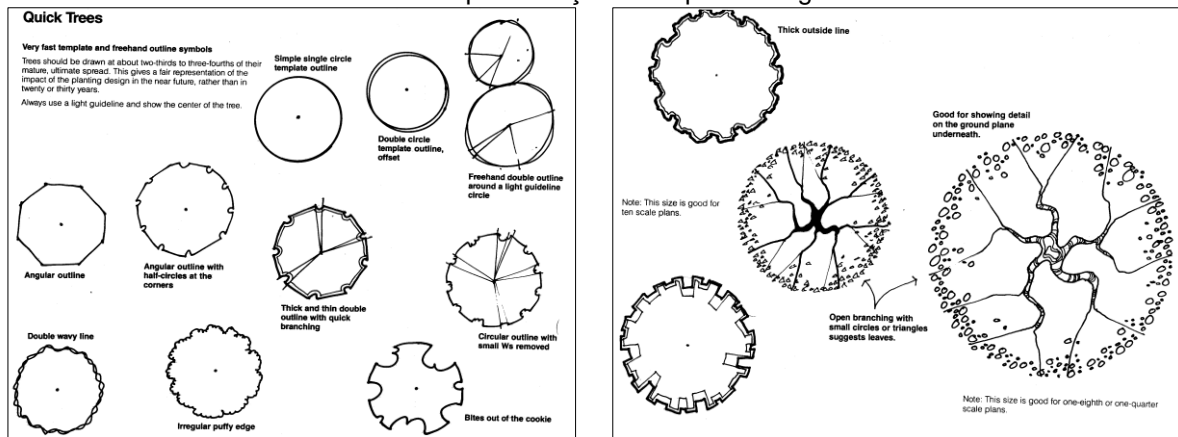 Quick Trees
Very fast template and freehand outline symbols
Trees should be drawn at about two-thirds to three-fourths of their
mature, ultimate spread. This gives a fair representation of the
impact of the planting design in the near future, rather than in
twenty or thirty years.
Always use a light guideline and show the center of the tree.
Simple single circle
template outline
Double circle
template outline,
offset
Freehand double outline
around a light guideline
circle
Angular outline
Angular outline with
half-circles at the
corners
Thick and thin double
outline with quick
branching
Circular outline with
small Ws removed
Double wavy line
Irregular puffy edge
Bites out of the cookie
Thick outside line
Good for showing detail
on the ground plane
underneath.
Note: This size is good for
ten scale plans.
Open branching with
small circles or triangles
suggests leaves.
Note: This size is good for one-eighth or one-quarter
scale plans.